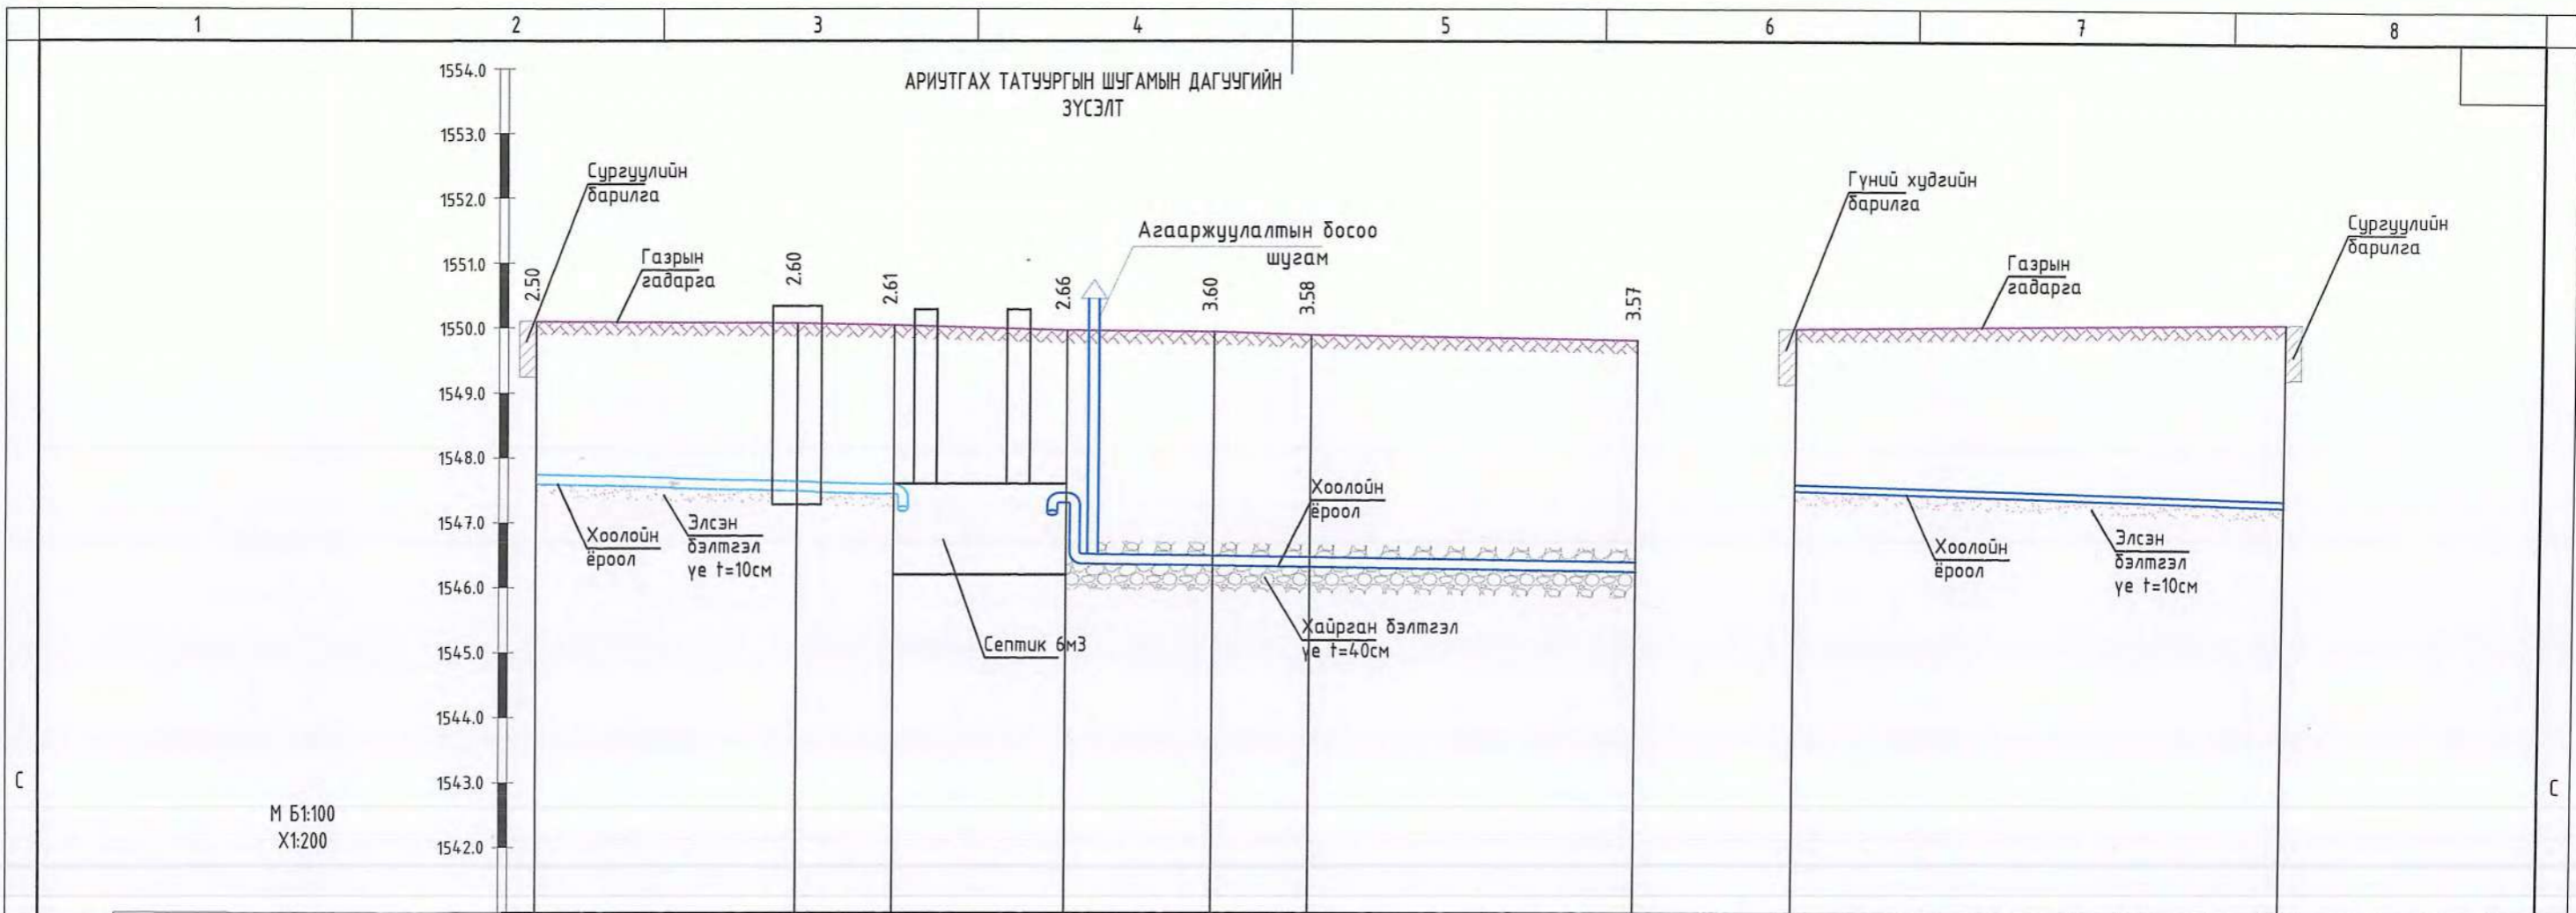 1 2 3 4 5 6 7 8
АРИУТГАХ ТАТУУРГЫН ШУГАМЫН ДАГУУГИЙН
ЗҮСЭЛТ
1554.0
1553.0
1552.0
1551.0
1550.0
1549.0
1548.0
1547.0
1546.0
1545.0
1544.0
1543.0
1542.0
Сургуулийн
барилга
Газрын
гадарга
2.50
2.60
2.61
2.66
3.60
3.58
3.57
Агааржуулалтын босоо
шугам
Хоолойн
ёроол
Элсэн
бэлтгэл
үе t=10см
Септик 6м3
Хоолойн
ёроол
Хайрган бэлтгэл
үе t=40см
Гүний худгийн
барилга
Газрын
гадарга
Сургуулийн
барилга
Хоолойн
ёроол
Элсэн
бэлтгэл
үе t=10см
С
С
М Б1:100
Х1:200